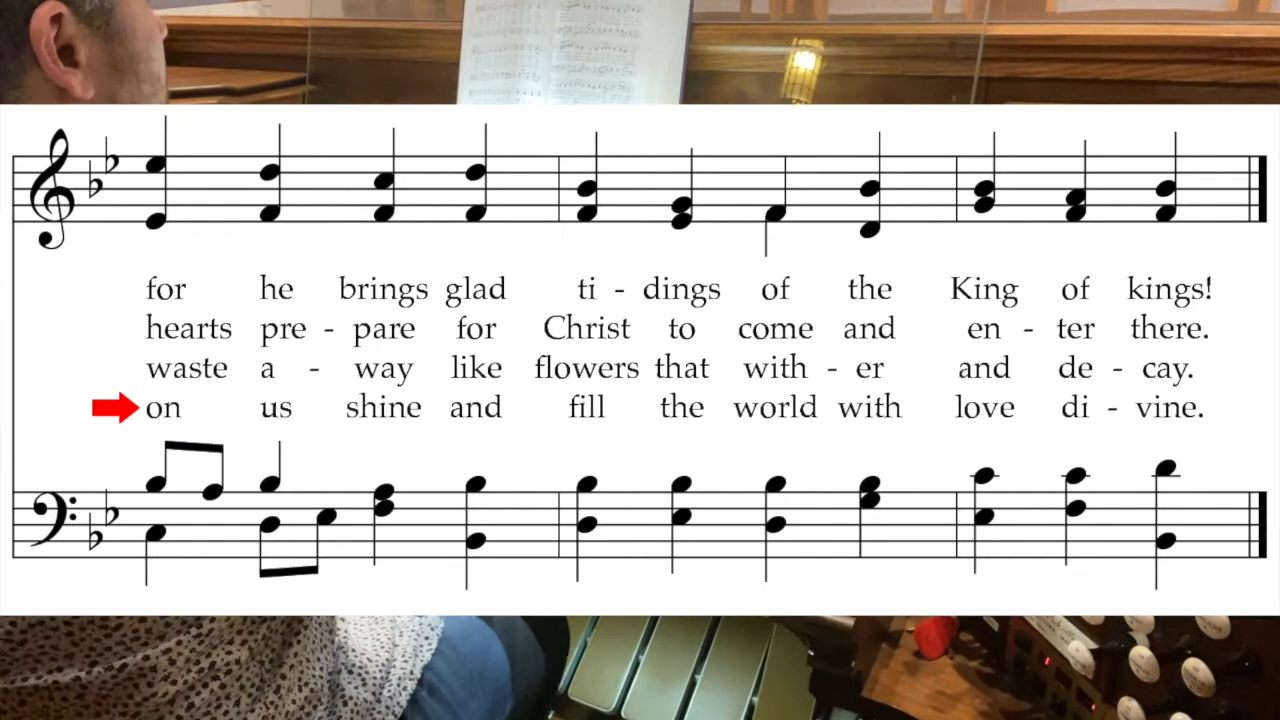 for he brings glad ti - dings of the King of kings!
hearts pre - pare for Christ to come and en - ter there.
waste a - way like flowers that with - er and de - cay.
on us shine and fill the world with love di - vine.